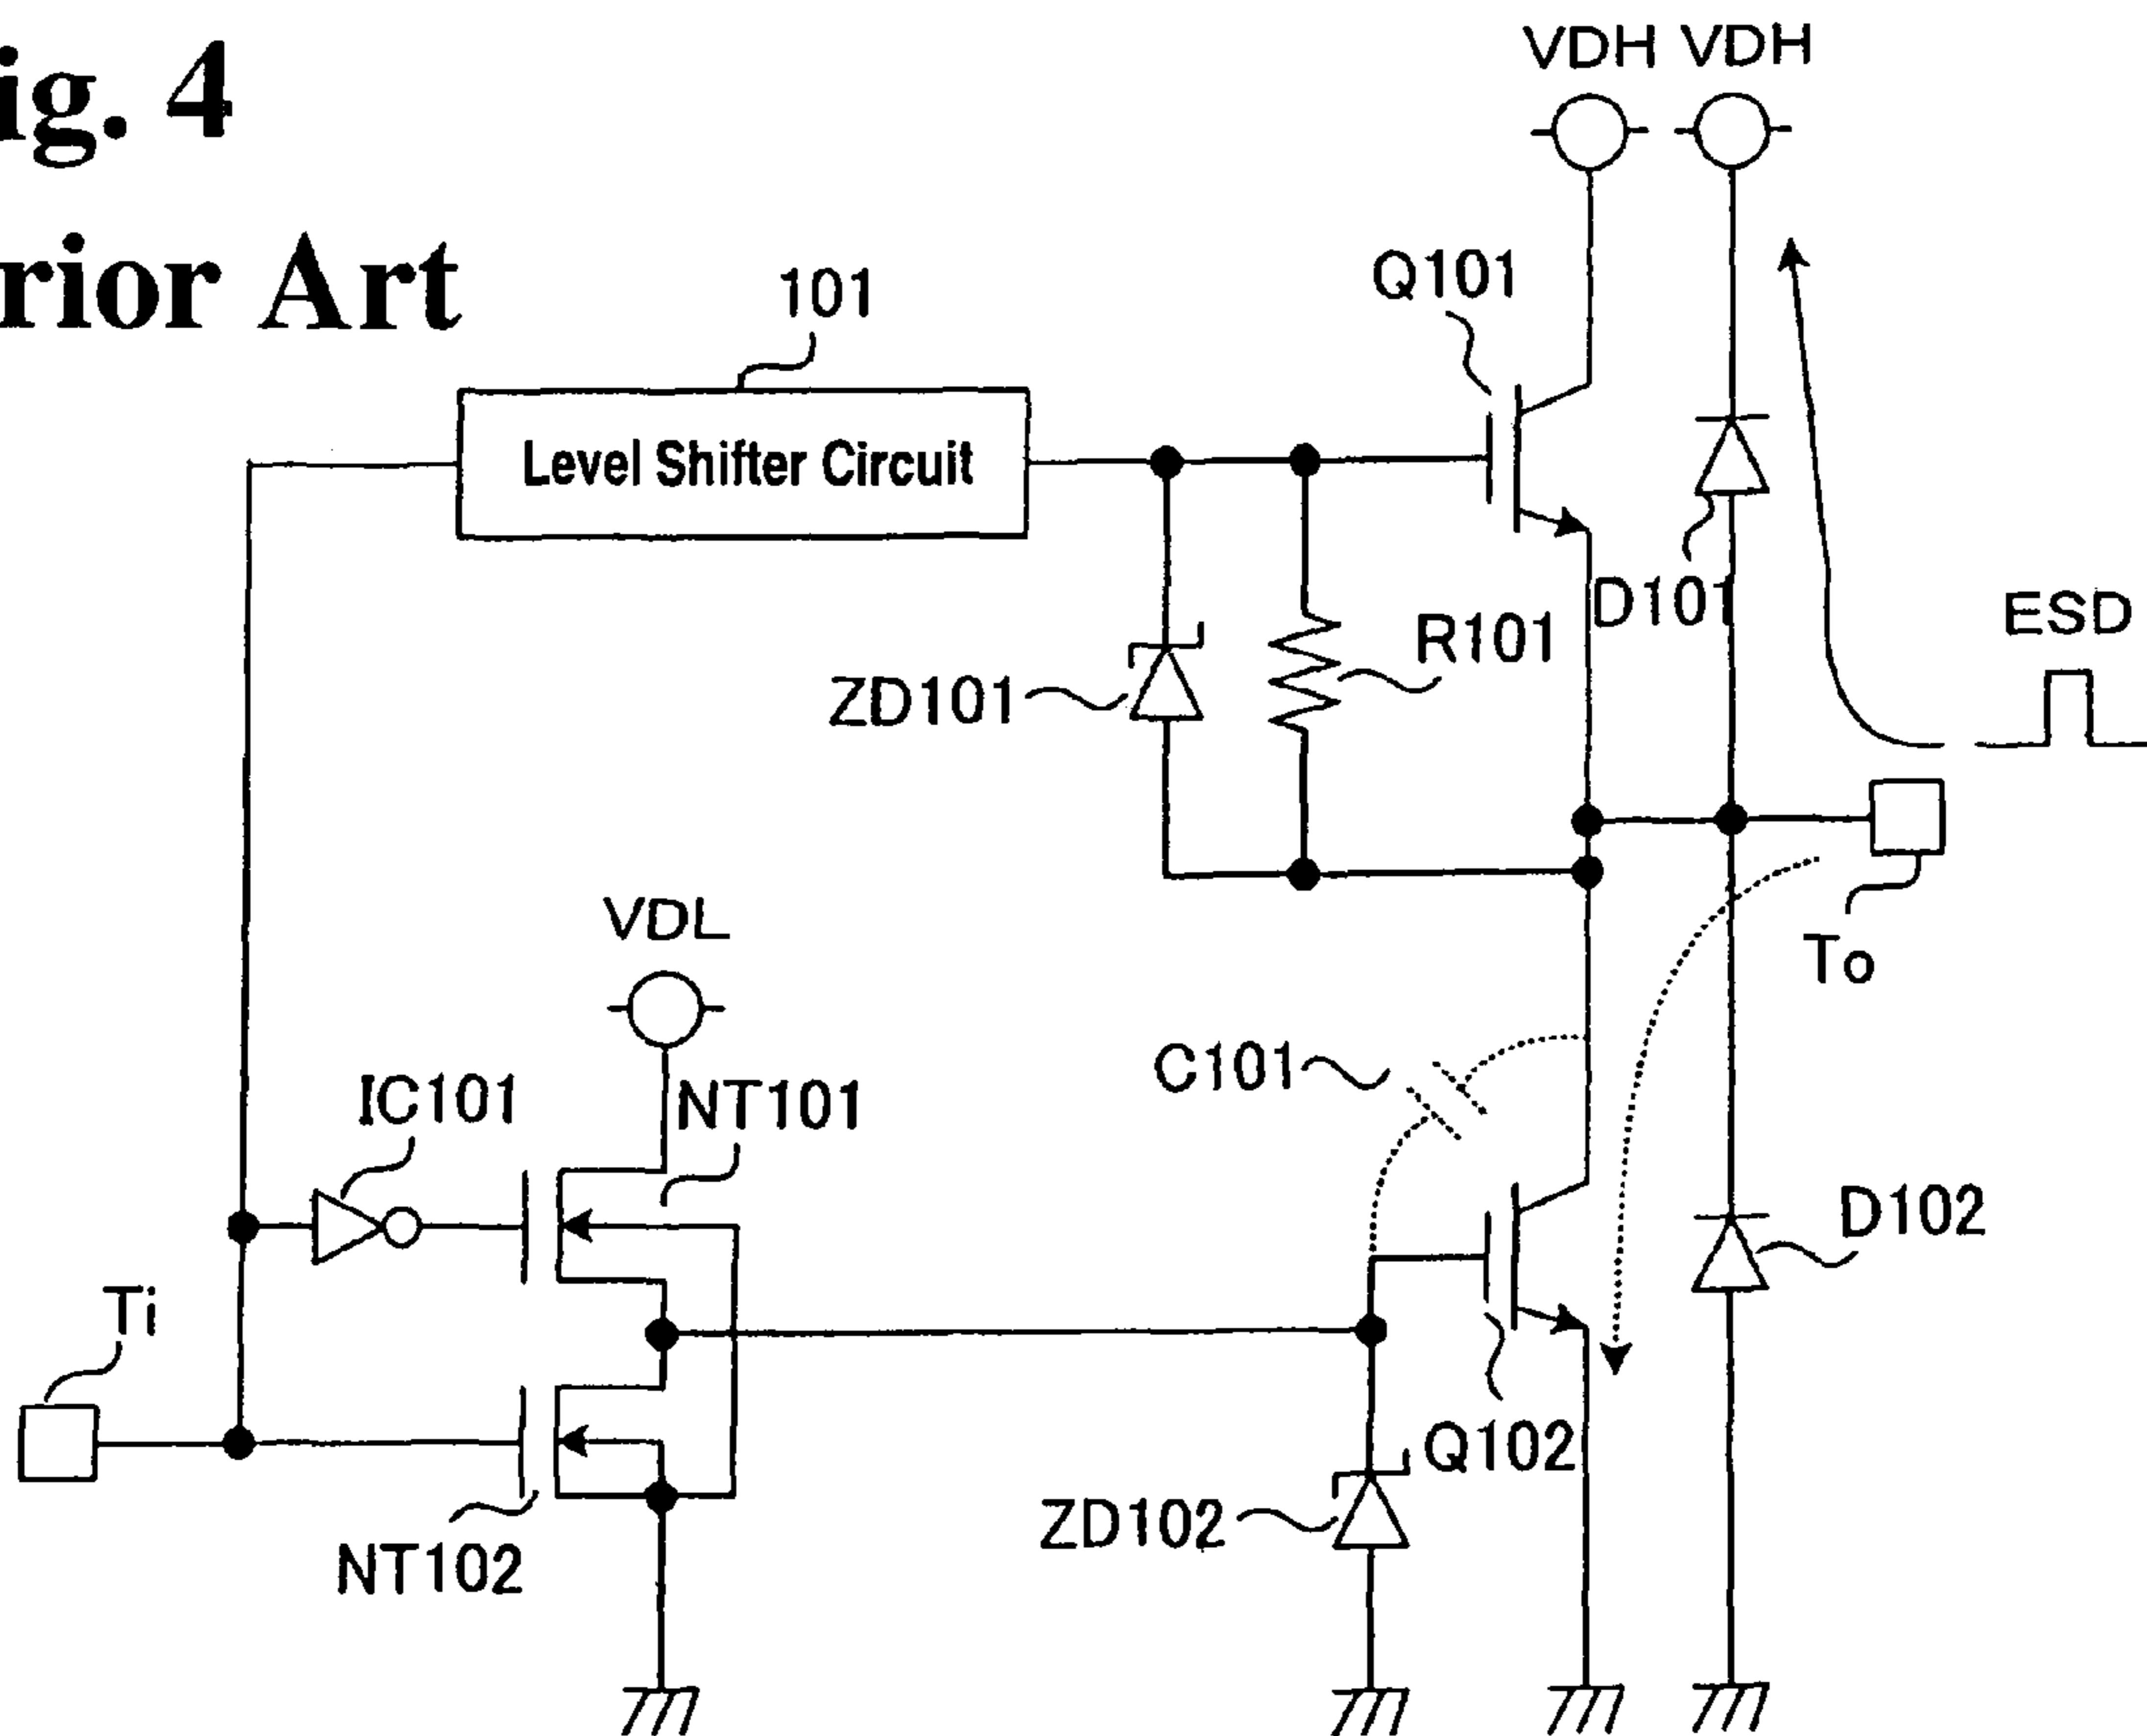 ig. 4
rior Art
VDH VDH
Q101
101
Level Shifter Circuit
D101
ESD
R101
ZD101
To
VDL
C101
IC101
NT101
D102
Ti
Q102
ZD102
NT102